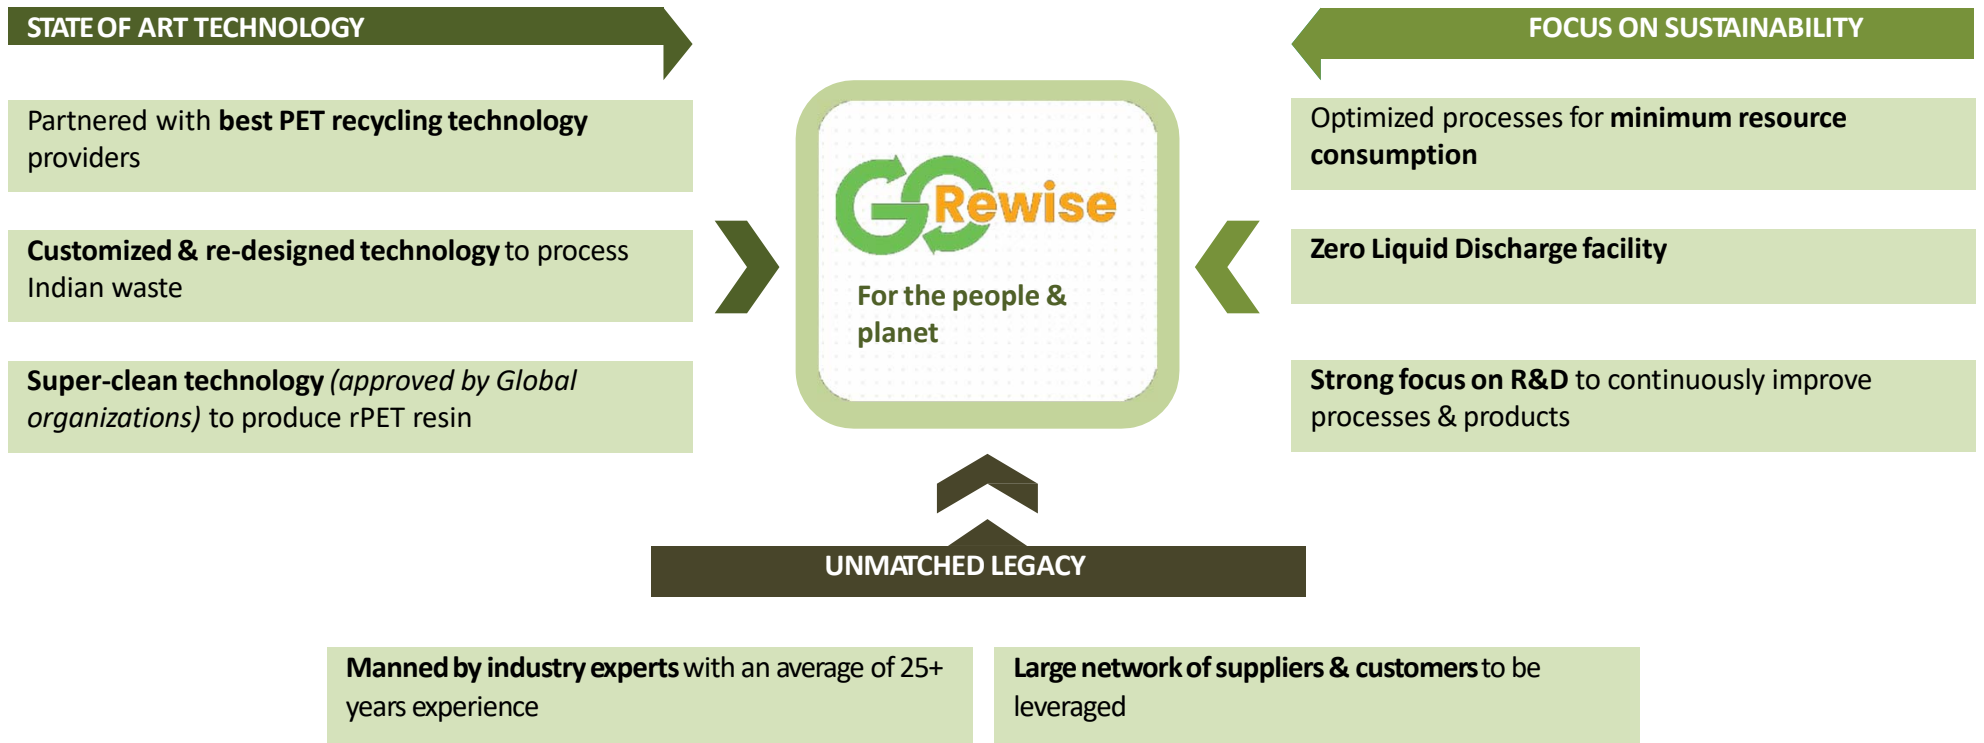 STATE OF ART TECHNOLOGY
Partnered with best PET recycling technology
providers
Customized & re-designed technology to process
Indian waste
Super-clean technology (approved by Global
organizations) to produce rPET resin
GO Rewise
For the people &
planet
FOCUS ON SUSTAINABILITY
Optimized processes for minimum resource
consumption
Zero Liquid Discharge facility
Strong focus on R&D to continuously improve
processes & products
UNMATCHED LEGACY
Manned by industry experts with an average of 25+
years experience
Large network of suppliers & customers to be
leveraged